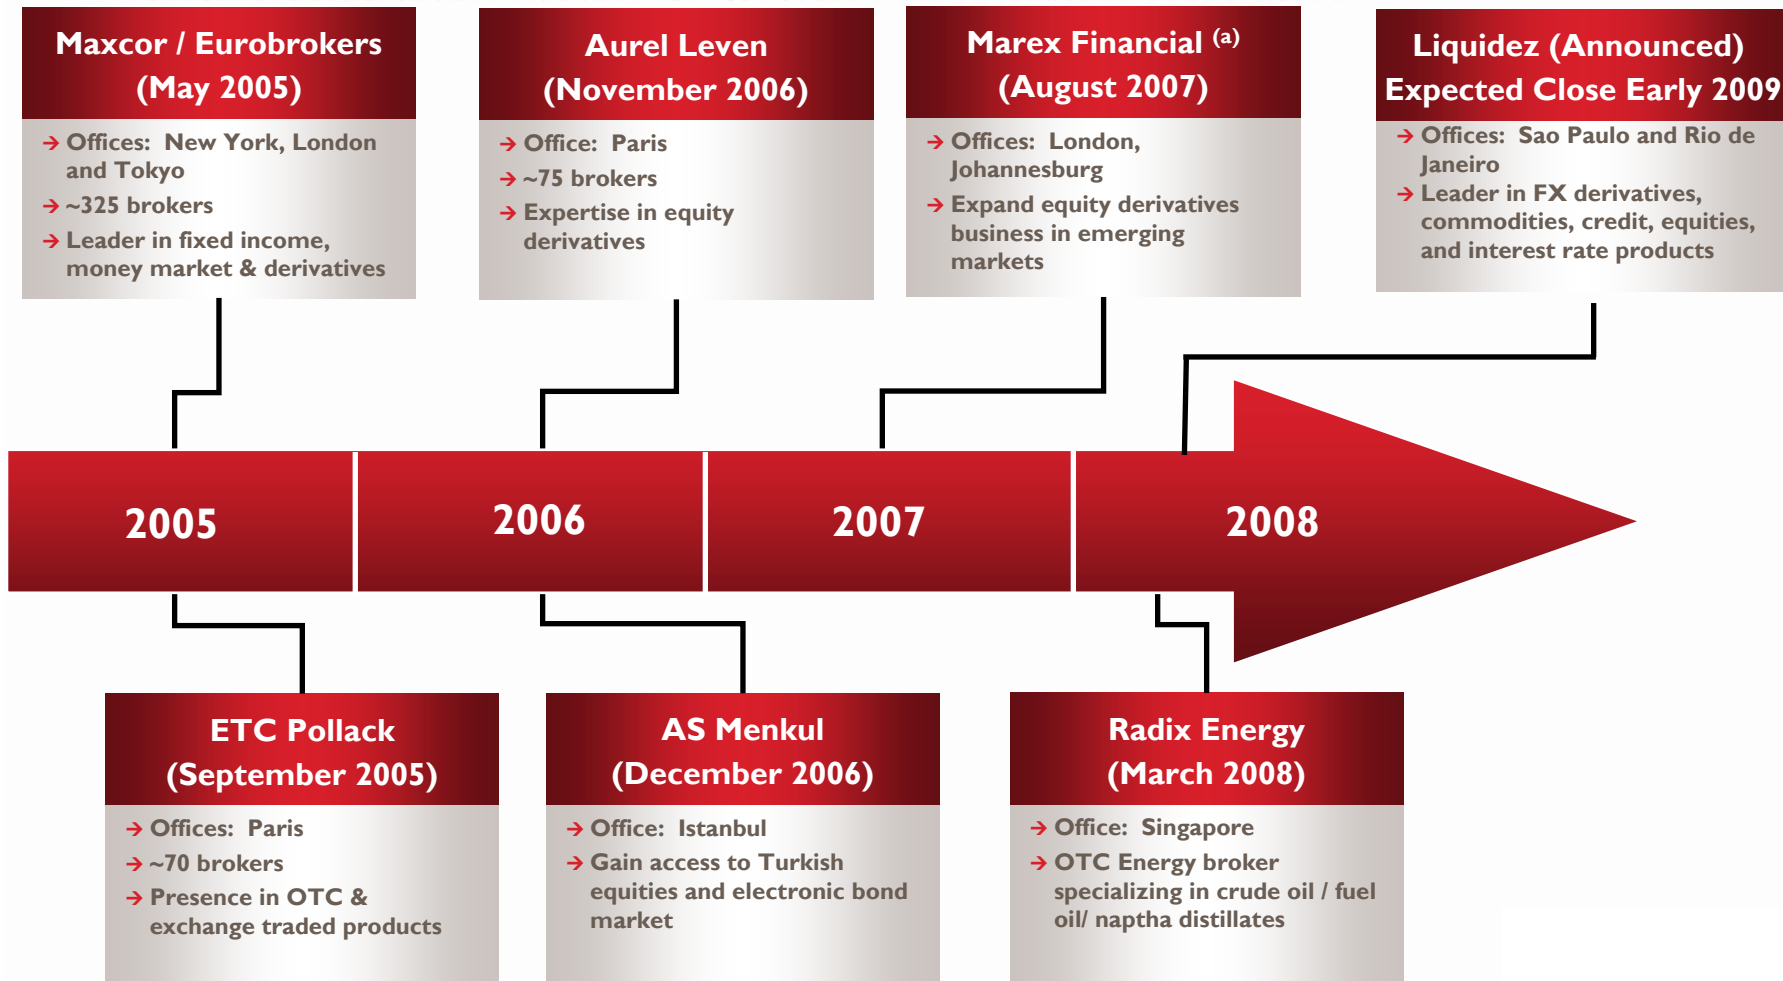 Maxcor / Eurobrokers
(May 2005)
→ Offices: New York, London
and Tokyo
→ ~325 brokers
→ Leader in fixed income,
money market & derivatives
Aurel Leven
(November 2006)
→ Office: Paris
→ ~75 brokers
→ Expertise in equity
derivatives
Marex Financial (a)
(August 2007)
→ Offices: London,
Johannesburg
→ Expand equity derivatives
business in emerging
markets
Liquidez (Announced)
Expected Close Early 2009
→ Offices: Sao Paulo and Rio de
Janeiro
→ Leader in FX derivatives,
commodities, credit, equities,
and interest rate products
2005
2006
2007
2008
ETC Pollack
(September 2005)
→ Offices: Paris
→ ~70 brokers
→ Presence in OTC &
exchange traded products
AS Menkul
(December 2006)
→ Office: Istanbul
→ Gain access to Turkish
equities and electronic bond
market
Radix Energy
(March 2008)
→ Office: Singapore
→ OTC Energy broker
specializing in crude oil / fuel
oil/ naptha distillates